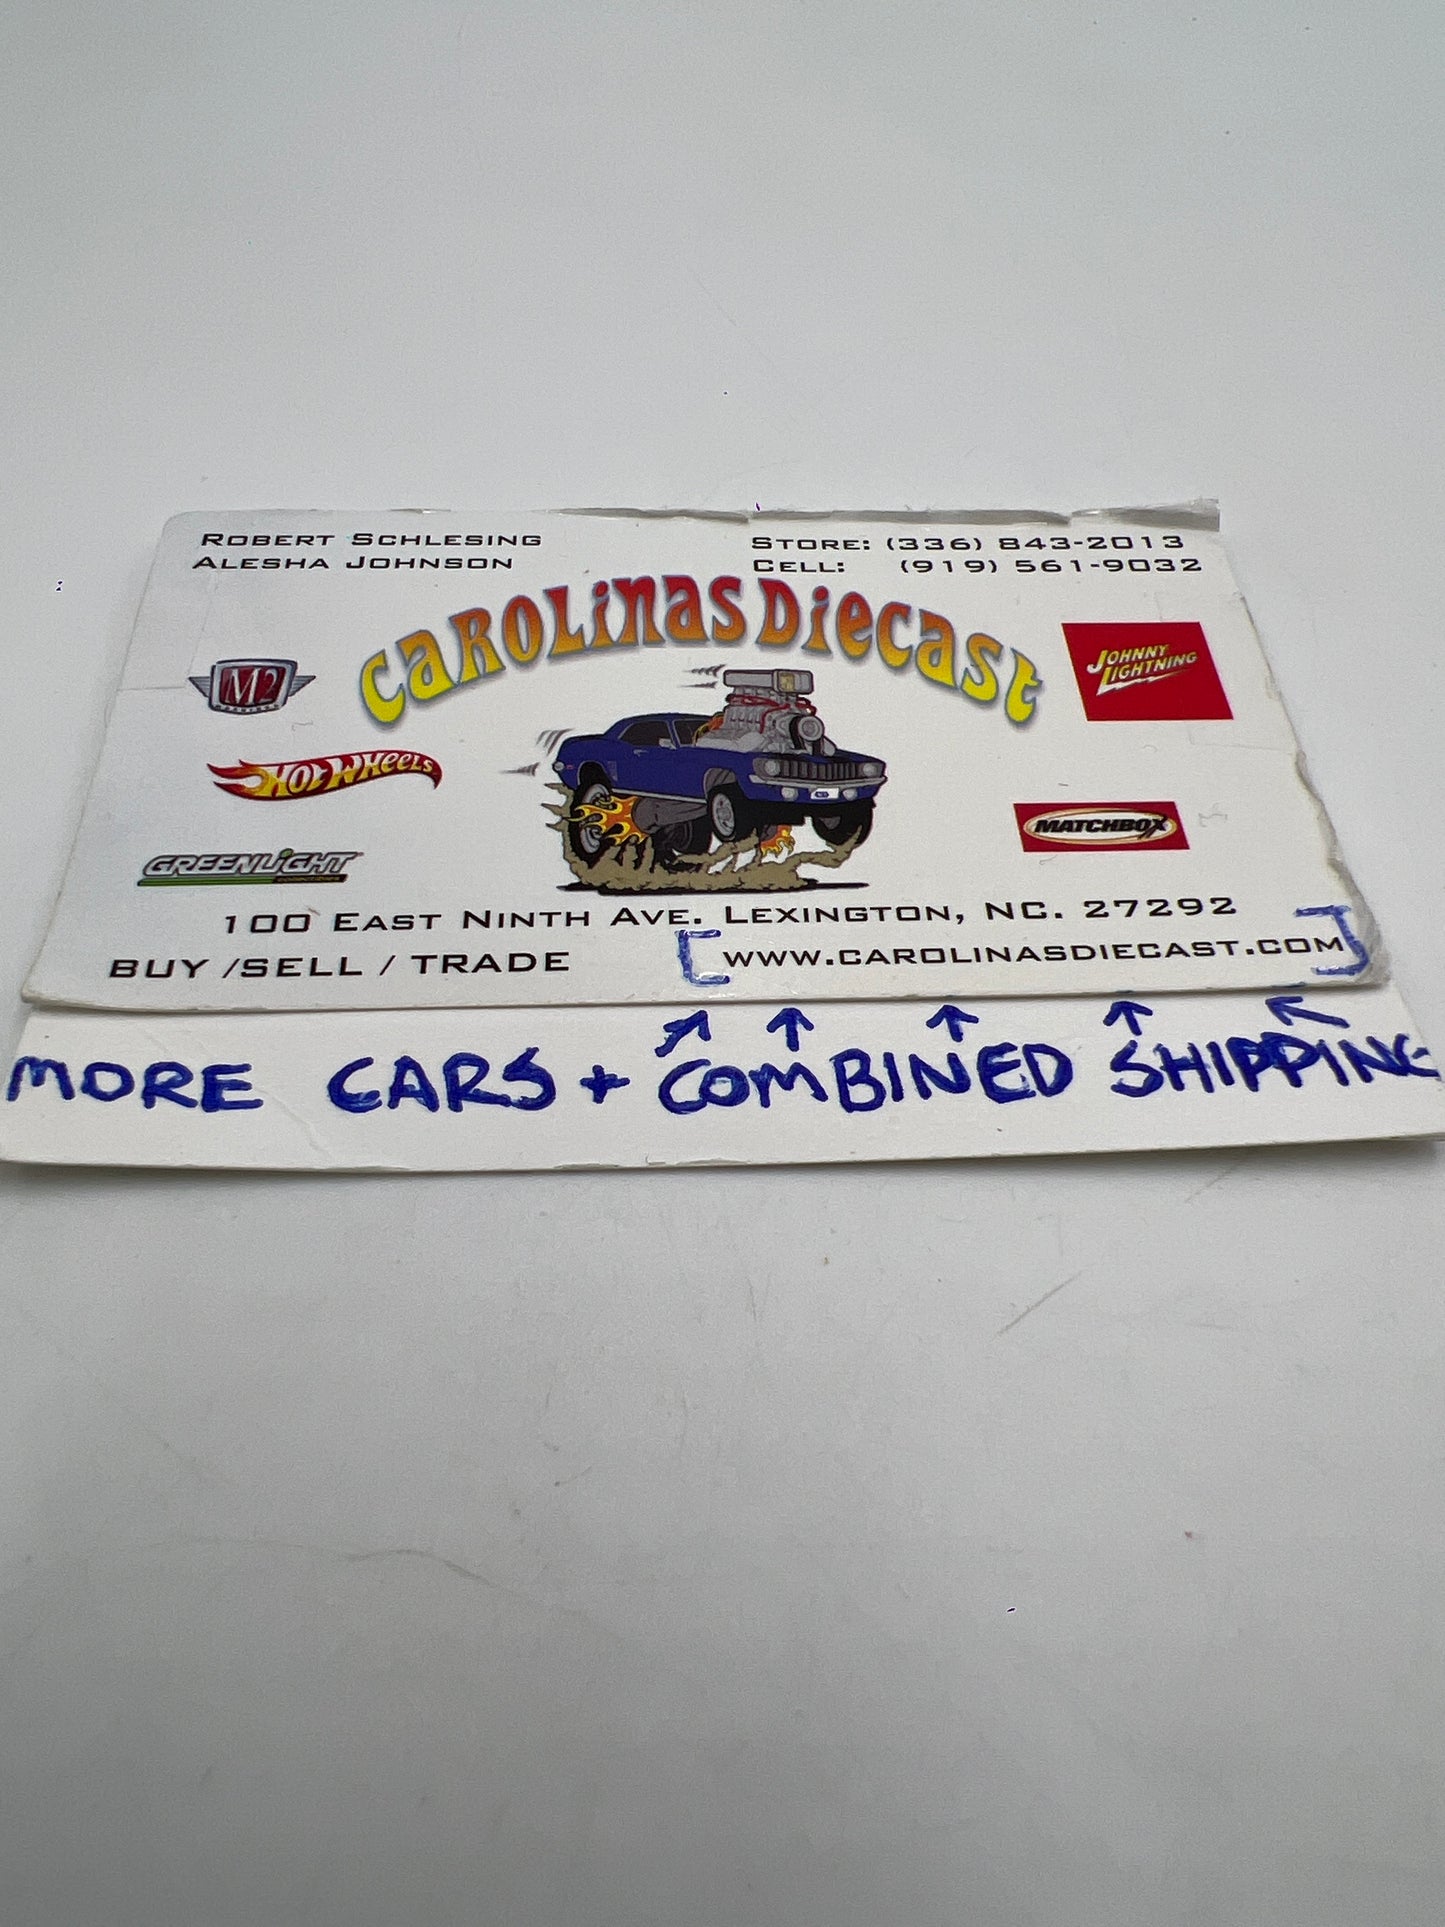 ROBERT SCHLESING
ALESHA JOHNSON
STORE: (336) 843-2013
CELL: (919) 561-9032
CAROLINAS DIECAST
M2
JOHNNY
LIGHTNING
HOT WHEELS
MATCHBOX
GREENLIGHT
100 EAST NINTH AVE. LEXINGTON, NC. 27292
BUY /SELL / TRADE
[WWW.CAROLINASDIECAST.COM]
MORE CARS + COMBINED SHIPPING